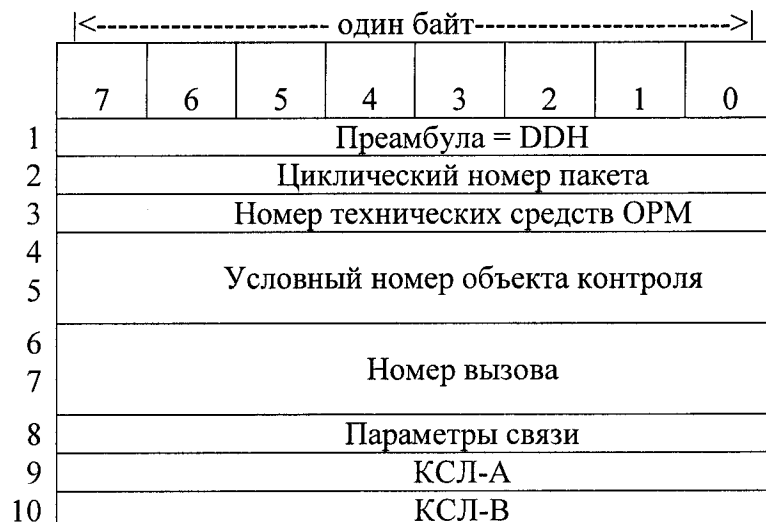 |<-------------------- один байт---------------------->|
7 6 5 4 3 2 1 0
1 Преамбула = DDH
2 Циклический номер пакета
3 Номер технических средств ОРМ
4
5 Условный номер объекта контроля
6
7 Номер вызова
8 Параметры связи
9 КСЛ-А
10 КСЛ-В